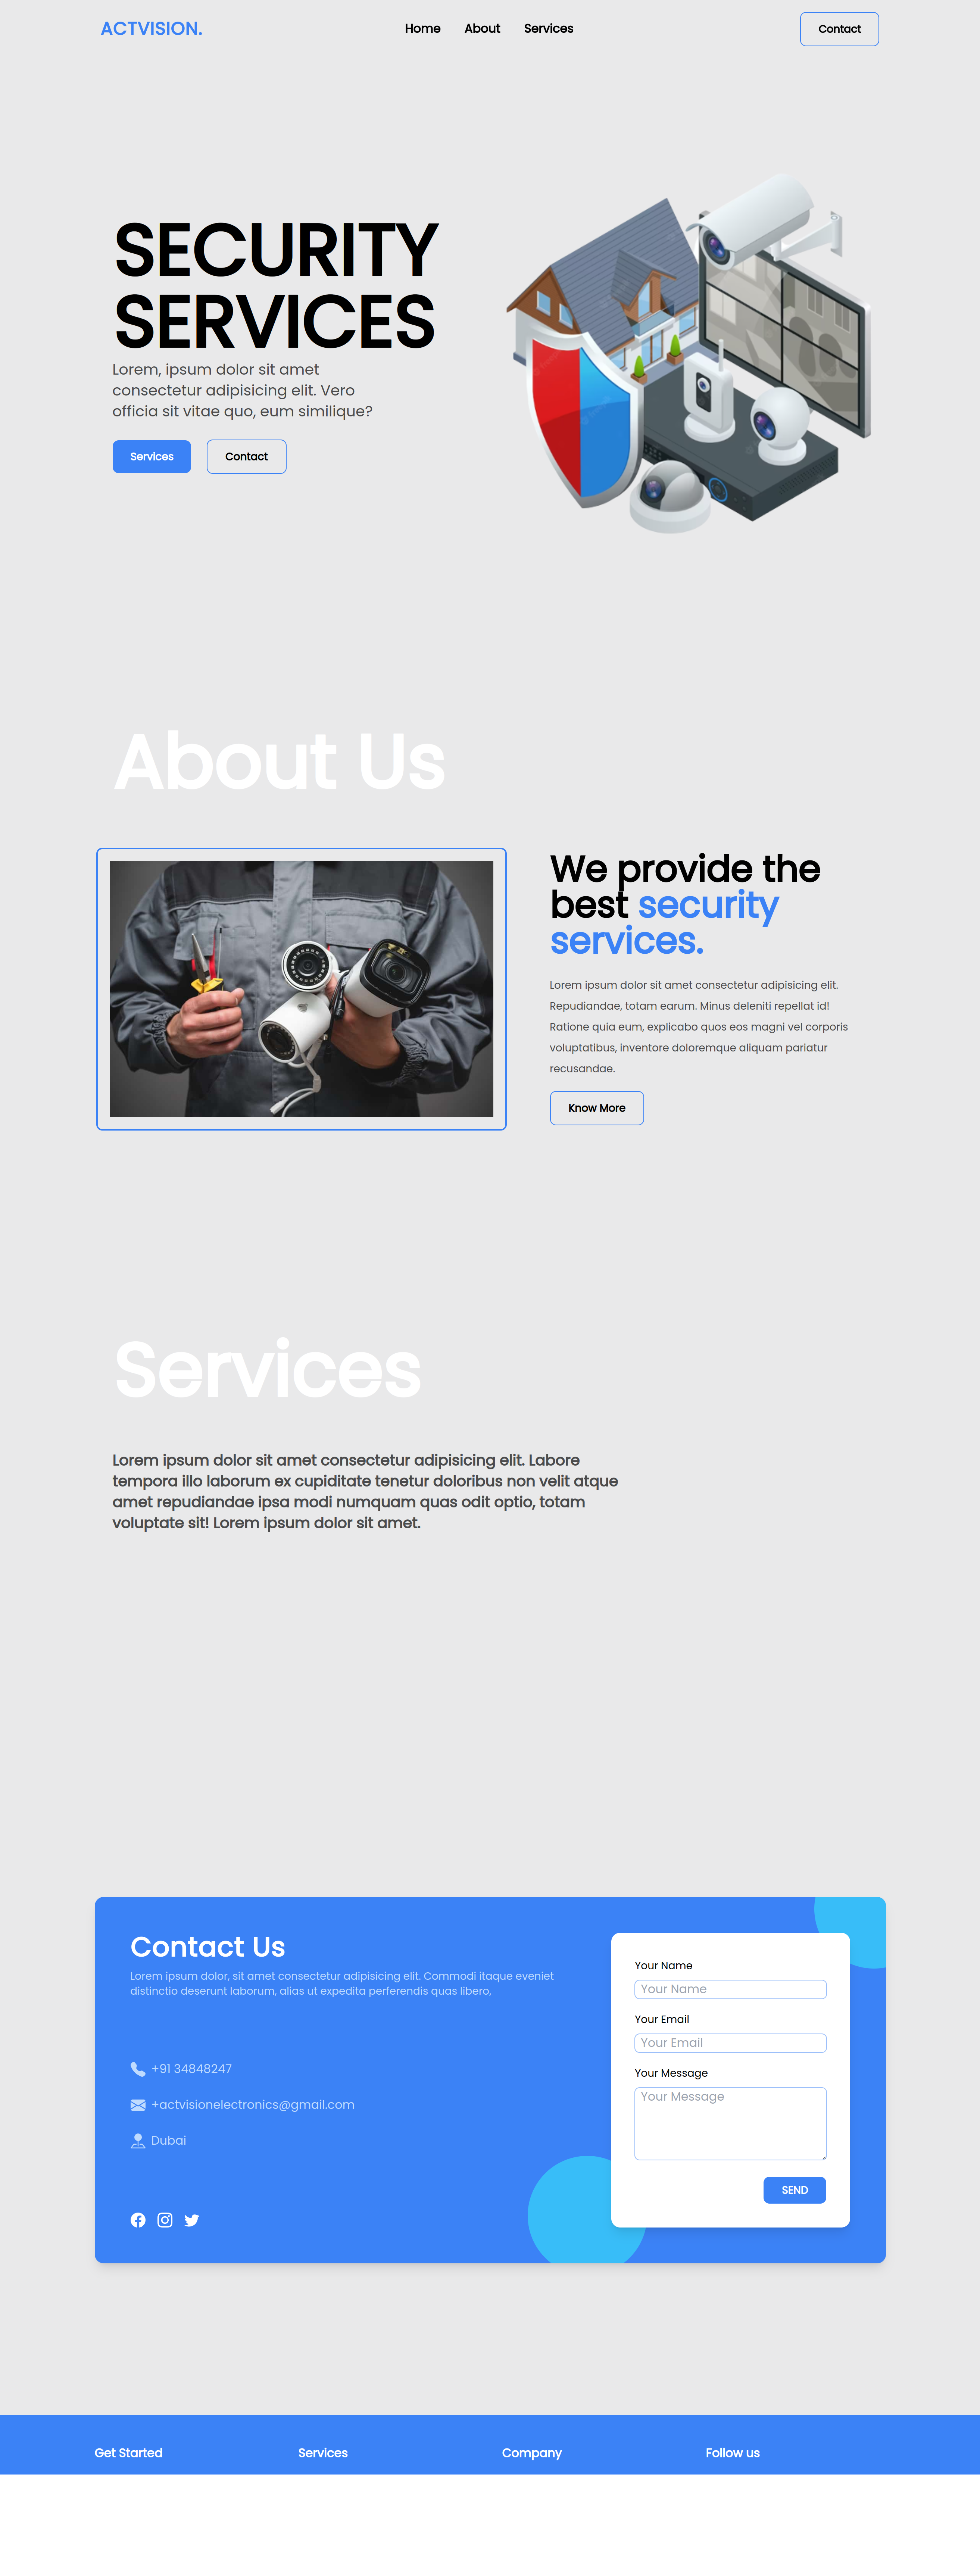 ACTVISION.
Home
About
Services
Contact
SECURITY
SERVICES
Lorem, ipsum dolor sit amet
consectetur adipisicing elit. Vero
officia sit vitae quo, eum similique?
Services
Contact
About Us
We provide the
best security
services.
Lorem ipsum dolor sit amet consectetur adipisicing elit.
Repudiandae, totam earum. Minus deleniti repellat id!
Ratione quia eum, explicabo quos eos magni vel corporis
voluptatibus, inventore doloremque aliquam pariatur
recusandae.
Know More
Services
Lorem ipsum dolor sit amet consectetur adipisicing elit. Labore
tempora illo laborum ex cupiditate tenetur doloribus non velit atque
amet repudiandae ipsa modi numquam quas odit optio, totam
voluptate sit! Lorem ipsum dolor sit amet.
Contact Us
Lorem ipsum dolor, sit amet consectetur adipisicing elit. Commodi itaque eveniet
distinctio deserunt laborum, alias ut expedita perferendis quas libero,
+91 34848247
+actvisionelectronics@gmail.com
Dubai
Your Name
Your Name
Your Email
Your Email
Your Message
Your Message
SEND
Get Started
Services
Company
Follow us